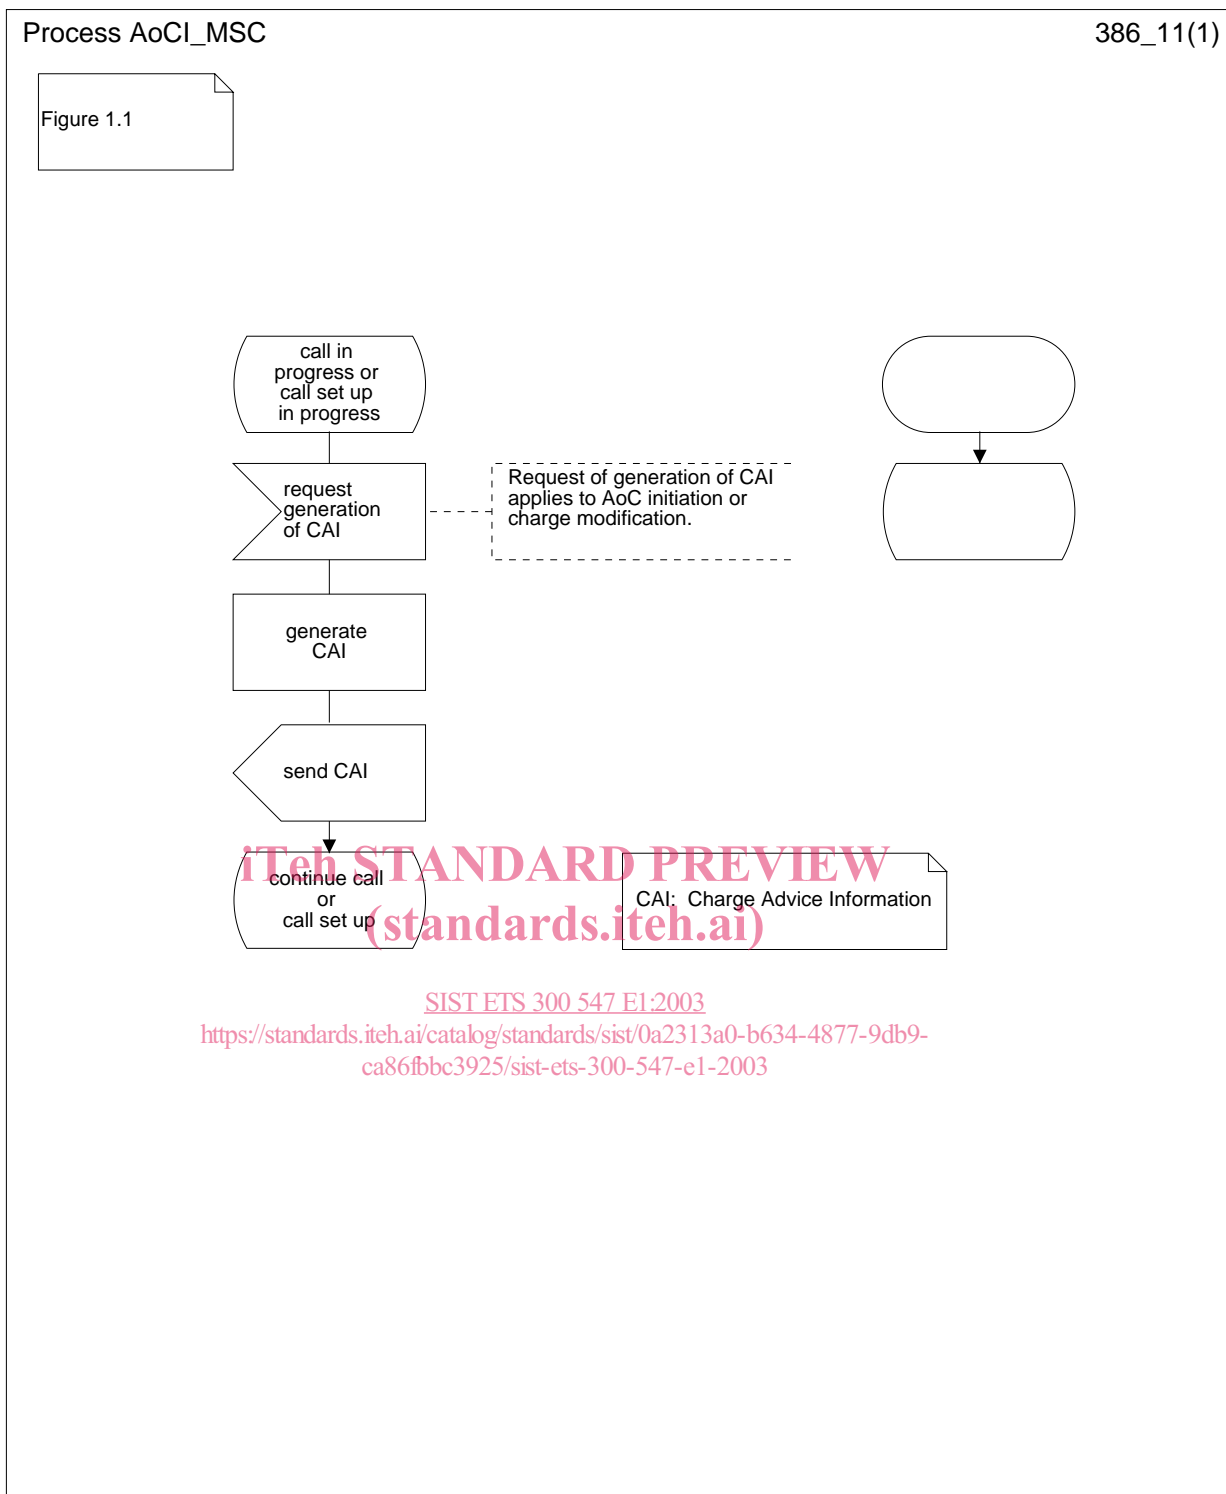 Process AoCI_MSC
386_11(1)
Figure 1.1
call in
progress or
call set up
in progress
request
generation
of CAI
Request of generation of CAI
applies to AoC initiation or
charge modification.
generate
CAI
send CAI
iTeh STANDARD PREVIEW
continue call
or
call set up
CAI:  Charge Advice Information
(standards.iteh.ai)
SIST ETS 300 547 E1:2003
https://standards.iteh.ai/catalog/standards/sist/0a2313a0-b634-4877-9db9-
ca86fbbc3925/sist-ets-300-547-e1-2003